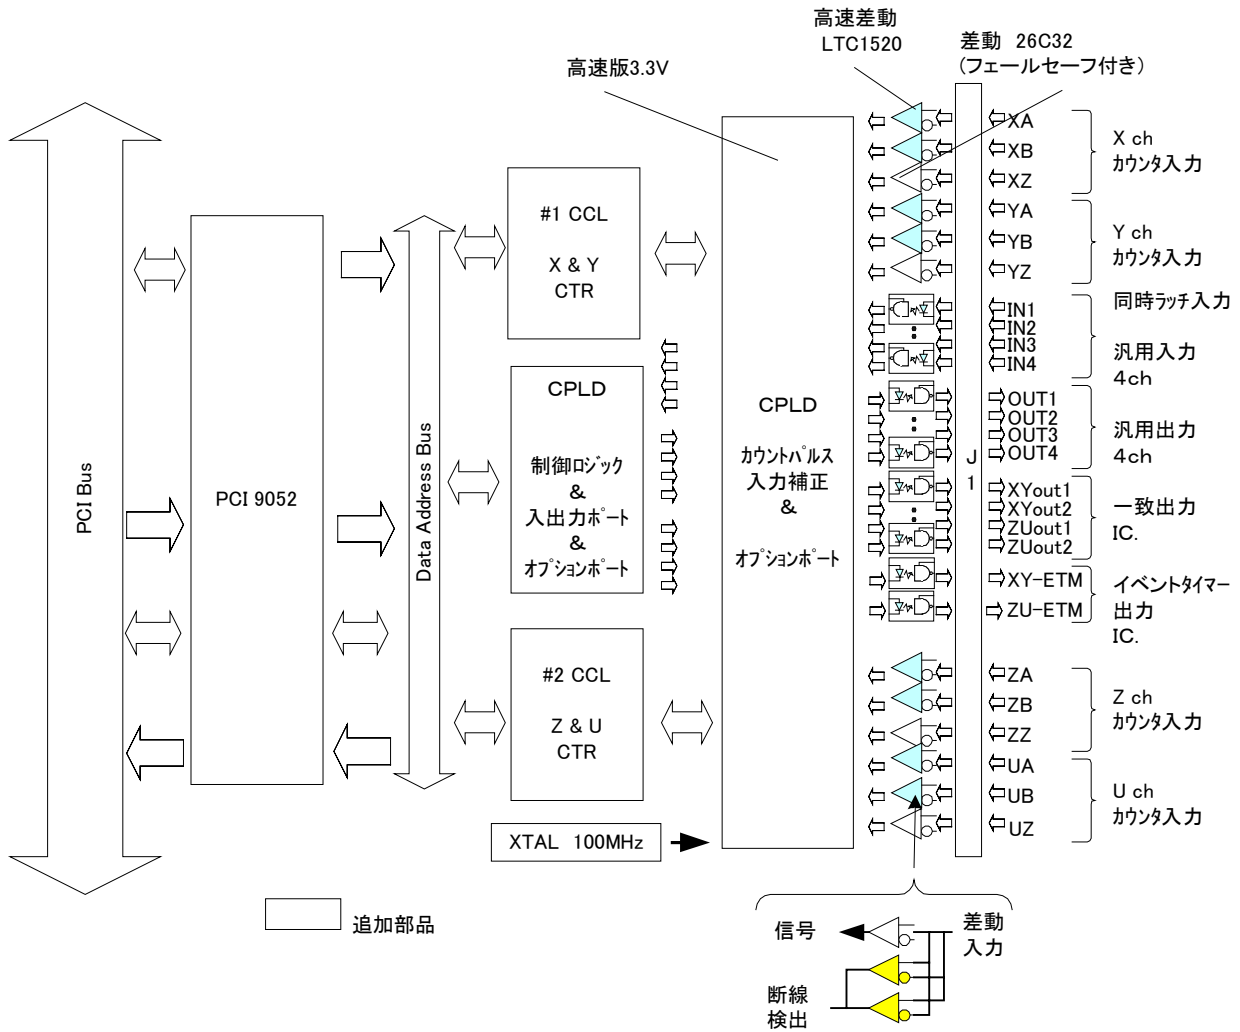 高速差動
LTC1520
差動 26C32
(フェールセーフ付き)
高速版3.3V
PCI Bus
PCI 9052
Data Address Bus
#1 CCL
X & Y
CTR
CPLD
制御ロジック
&
入出力ポート
&
オプションポート
#2 CCL
Z & U
CTR
XTAL 100MHz
CPLD
カウントパルス
入力補正
&
オプションポート
J1
XA
XB
XZ
X ch
カウンタ入力
YA
YB
YZ
Y ch
カウンタ入力
IN1
IN2
IN3
IN4
同時ラッチ入力
汎用入力
4ch
OUT1
OUT2
OUT3
OUT4
汎用出力
4ch
XYout1
XYout2
ZUout1
ZUout2
一致出力
IC.
XY-ETM
ZU-ETM
イベントタイマー
出力
IC.
ZA
ZB
ZZ
Z ch
カウンタ入力
UA
UB
UZ
U ch
カウンタ入力
追加部品
信号
差動
入力
断線
検出